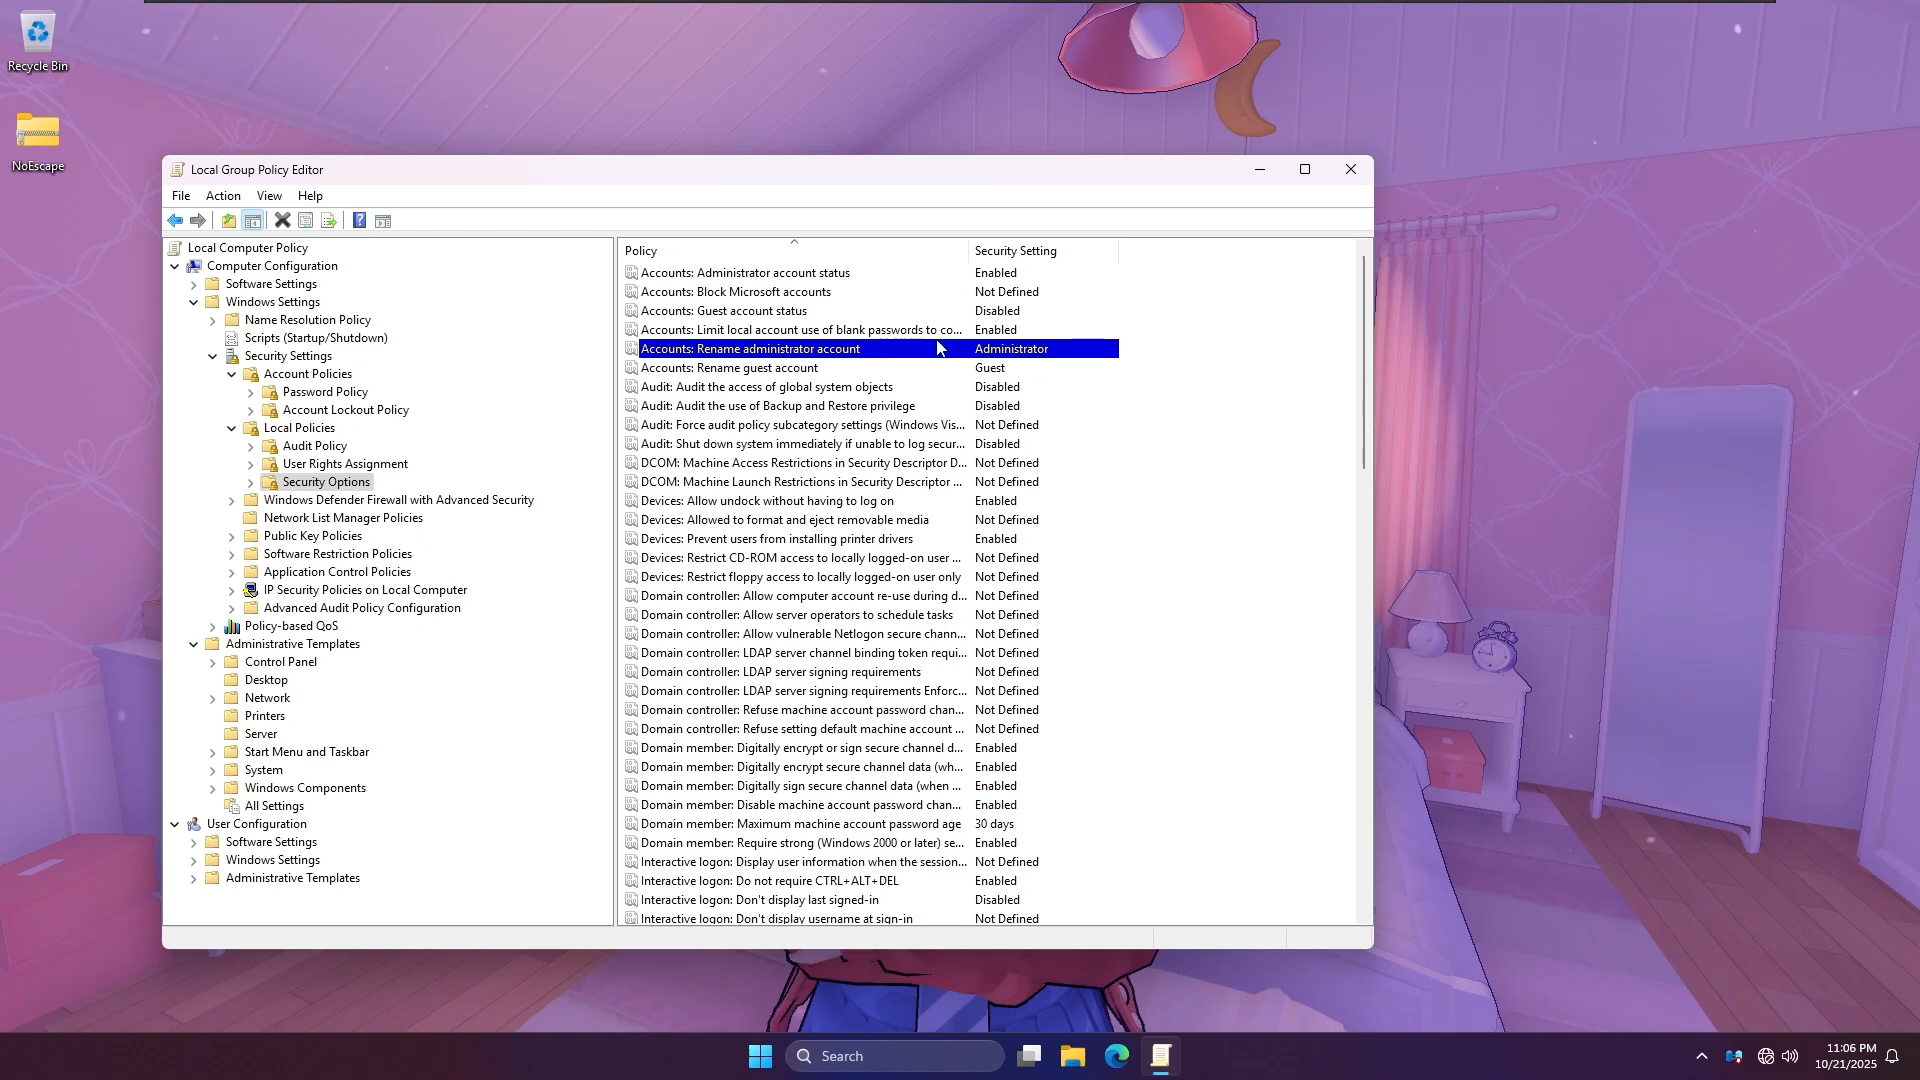 Recycle Bin
NoEscape
Local Group Policy Editor
File Action View Help
Local Computer Policy
Computer Configuration
Software Settings
Windows Settings
Name Resolution Policy
Scripts (Startup/Shutdown)
Security Settings
Account Policies
Password Policy
Account Lockout Policy
Local Policies
Audit Policy
User Rights Assignment
Security Options
Windows Defender Firewall with Advanced Security
Network List Manager Policies
Public Key Policies
Software Restriction Policies
Application Control Policies
IP Security Policies on Local Computer
Advanced Audit Policy Configuration
Policy-based QoS
Administrative Templates
Control Panel
Desktop
Network
Printers
Server
Start Menu and Taskbar
System
Windows Components
All Settings
User Configuration
Software Settings
Windows Settings
Administrative Templates
Policy Security Setting
Accounts: Administrator account status Enabled
Accounts: Block Microsoft accounts Not Defined
Accounts: Guest account status Disabled
Accounts: Limit local account use of blank passwords to co... Enabled
Accounts: Rename administrator account Administrator
Accounts: Rename guest account Guest
Audit: Audit the access of global system objects Disabled
Audit: Audit the use of Backup and Restore privilege Disabled
Audit: Force audit policy subcategory settings (Windows Vis... Not Defined
Audit: Shut down system immediately if unable to log secur... Disabled
DCOM: Machine Access Restrictions in Security Descriptor D... Not Defined
DCOM: Machine Launch Restrictions in Security Descriptor ... Not Defined
Devices: Allow undock without having to log on Enabled
Devices: Allowed to format and eject removable media Not Defined
Devices: Prevent users from installing printer drivers Enabled
Devices: Restrict CD-ROM access to locally logged-on user ... Not Defined
Devices: Restrict floppy access to locally logged-on user only Not Defined
Domain controller: Allow computer account re-use during d... Not Defined
Domain controller: Allow server operators to schedule tasks Not Defined
Domain controller: Allow vulnerable Netlogon secure chann... Not Defined
Domain controller: LDAP server channel binding token requi... Not Defined
Domain controller: LDAP server signing requirements Not Defined
Domain controller: LDAP server signing requirements Enforc... Not Defined
Domain controller: Refuse machine account password chan... Not Defined
Domain controller: Refuse setting default machine account ... Not Defined
Domain member: Digitally encrypt or sign secure channel d... Enabled
Domain member: Digitally encrypt secure channel data (wh... Enabled
Domain member: Digitally sign secure channel data (when ... Enabled
Domain member: Disable machine account password chan... Enabled
Domain member: Maximum machine account password age 30 days
Domain member: Require strong (Windows 2000 or later) se... Enabled
Interactive logon: Display user information when the session... Not Defined
Interactive logon: Do not require CTRL+ALT+DEL Enabled
Interactive logon: Don't display last signed-in Disabled
Interactive logon: Don't display username at sign-in Not Defined
Search
11:06 PM
10/21/2025